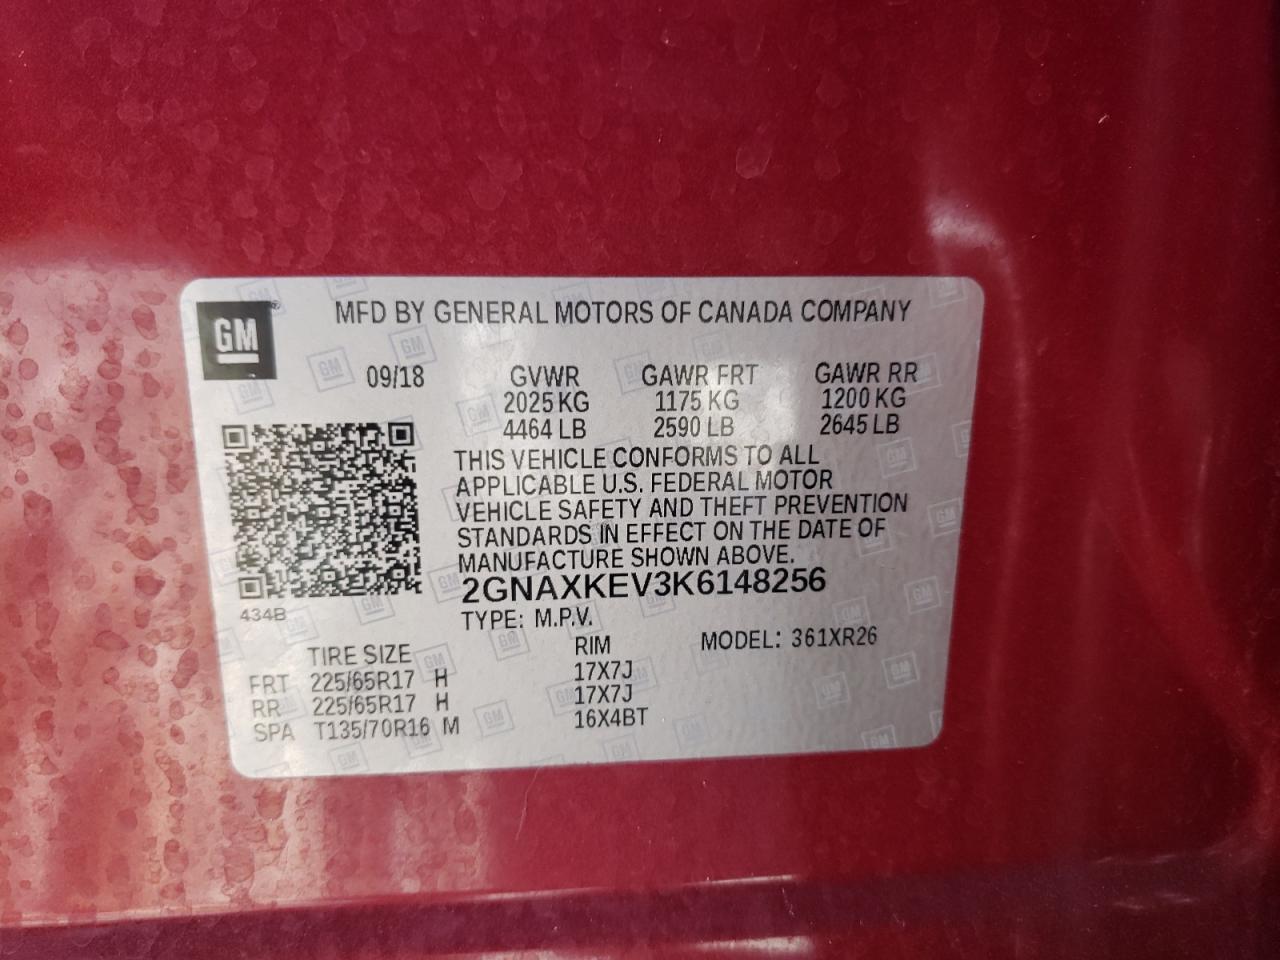 MFD BY GENERAL MOTORS OF CANADA COMPANY
GM®
09/18 GVWR GAWR FRT GAWR RR
2025 KG 1175 KG 1200 KG
4464 LB 2590 LB 2645 LB
THIS VEHICLE CONFORMS TO ALL
APPLICABLE U.S. FEDERAL MOTOR
VEHICLE SAFETY AND THEFT PREVENTION
STANDARDS IN EFFECT ON THE DATE OF
MANUFACTURE SHOWN ABOVE.
2GNAXKEV3K6148256
434B
TYPE: M.P.V.
TIRE SIZE RIM MODEL: 361XR26
FRT 225/65R17 H 17X7J
RR 225/65R17 H 17X7J
SPA T135/70R16 M 16X4BT